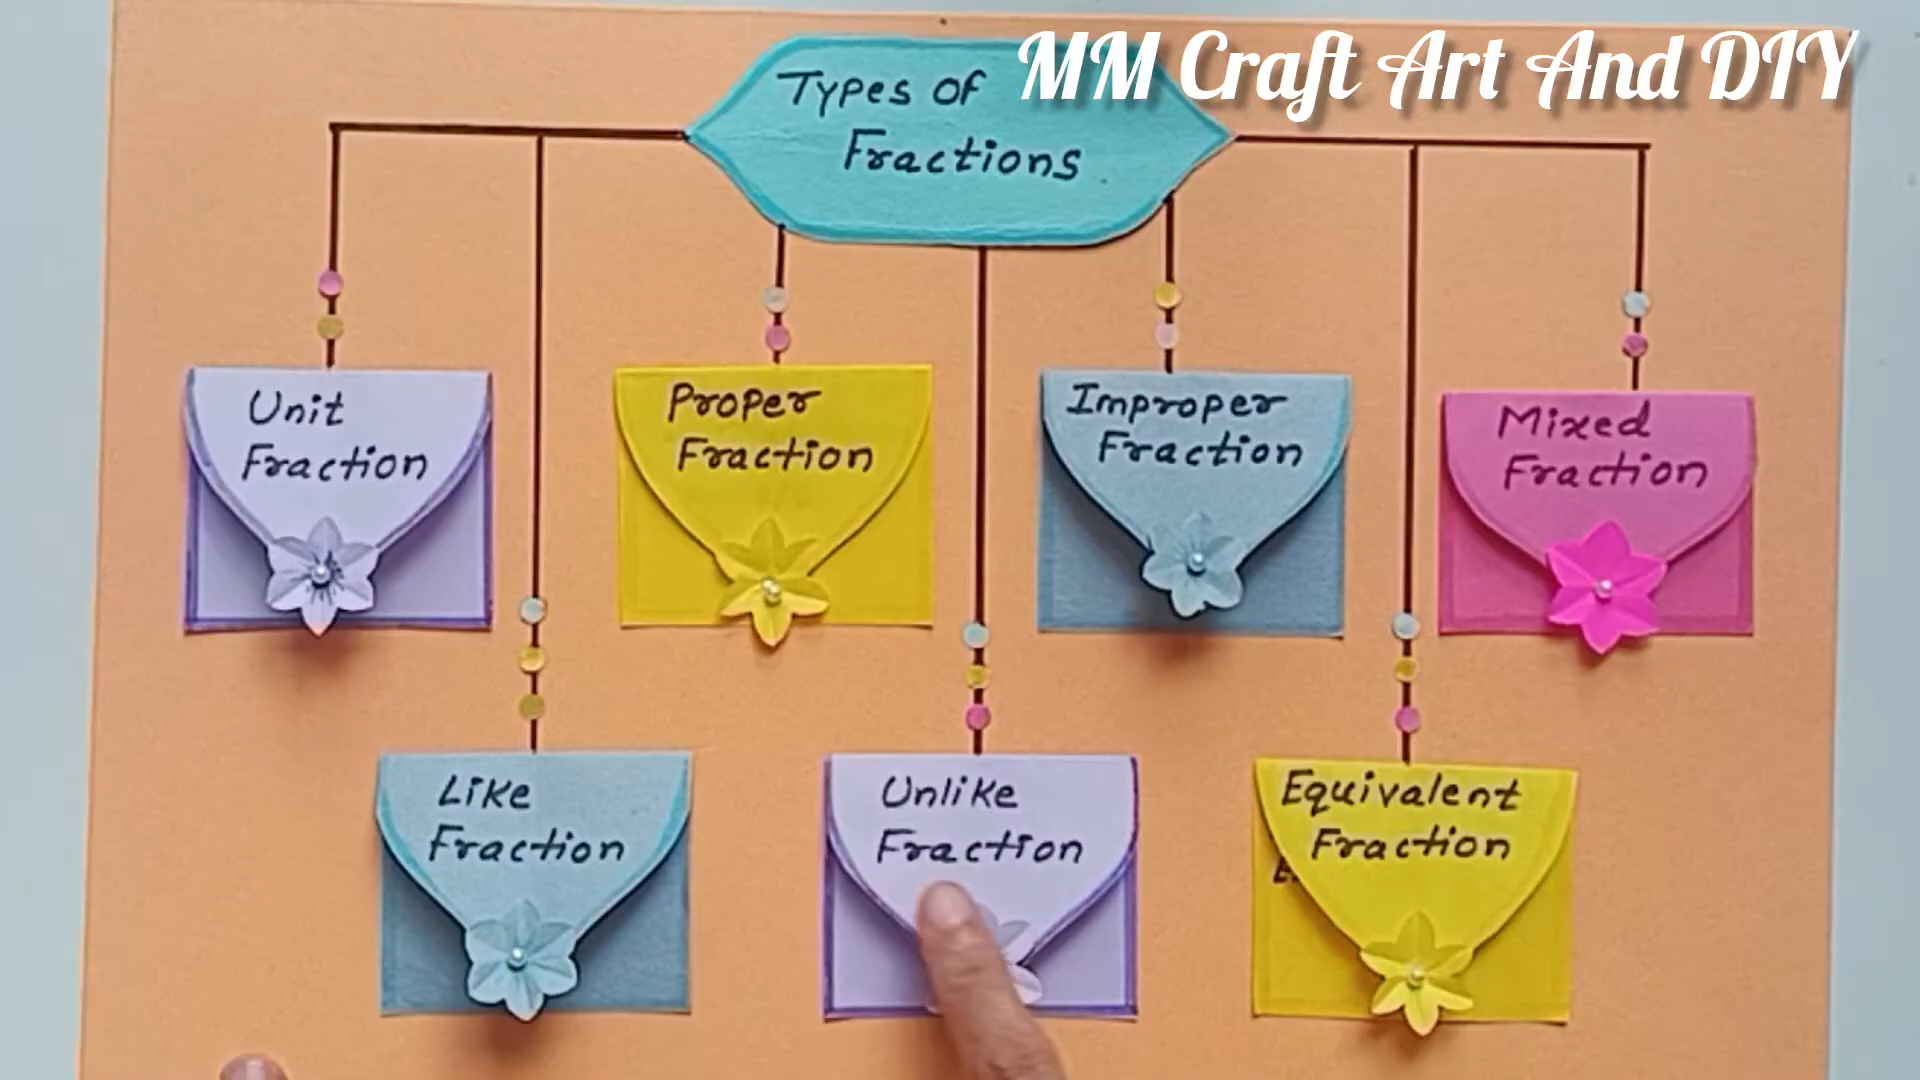 MM Craft Art And DIY
Types Of
Fractions
Unit
Fraction
Proper
Fraction
Improper
Fraction
Mixed
Fraction
Like
Fraction
Unlike
Fraction
Equivalent
Fraction